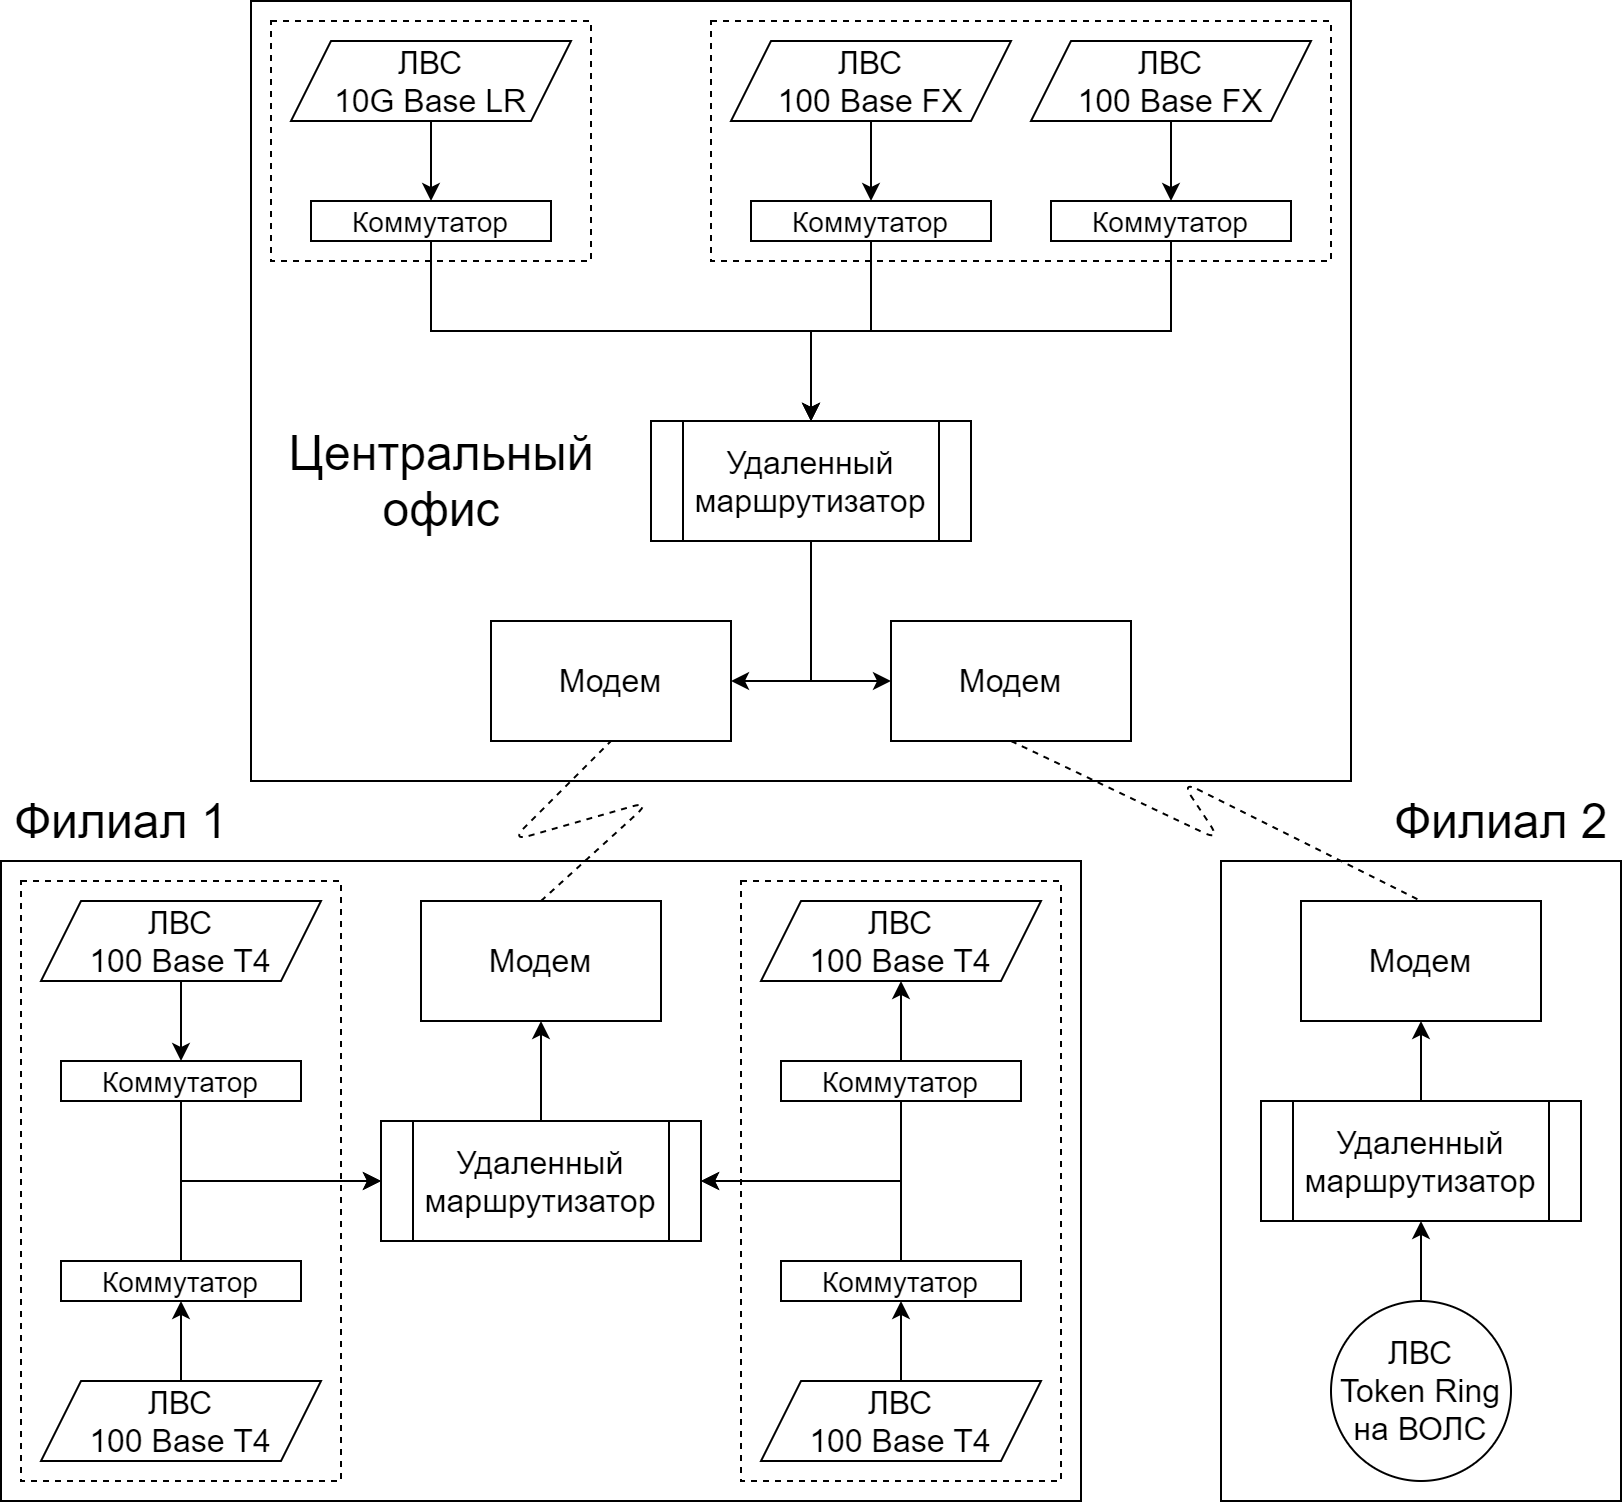 ЛВС
10G Base LR
ЛВС
100 Base FX
ЛВС
100 Base FX
Коммутатор
Коммутатор
Коммутатор
Центральный
офис
Удаленный
маршрутизатор
Модем
Модем
Филиал 1
ЛВС
100 Base T4
Модем
ЛВС
100 Base T4
Коммутатор
Коммутатор
Удаленный
маршрутизатор
Коммутатор
Коммутатор
ЛВС
100 Base T4
ЛВС
100 Base T4
Филиал 2
Модем
Удаленный
маршрутизатор
ЛВС
Token Ring
на ВОЛС